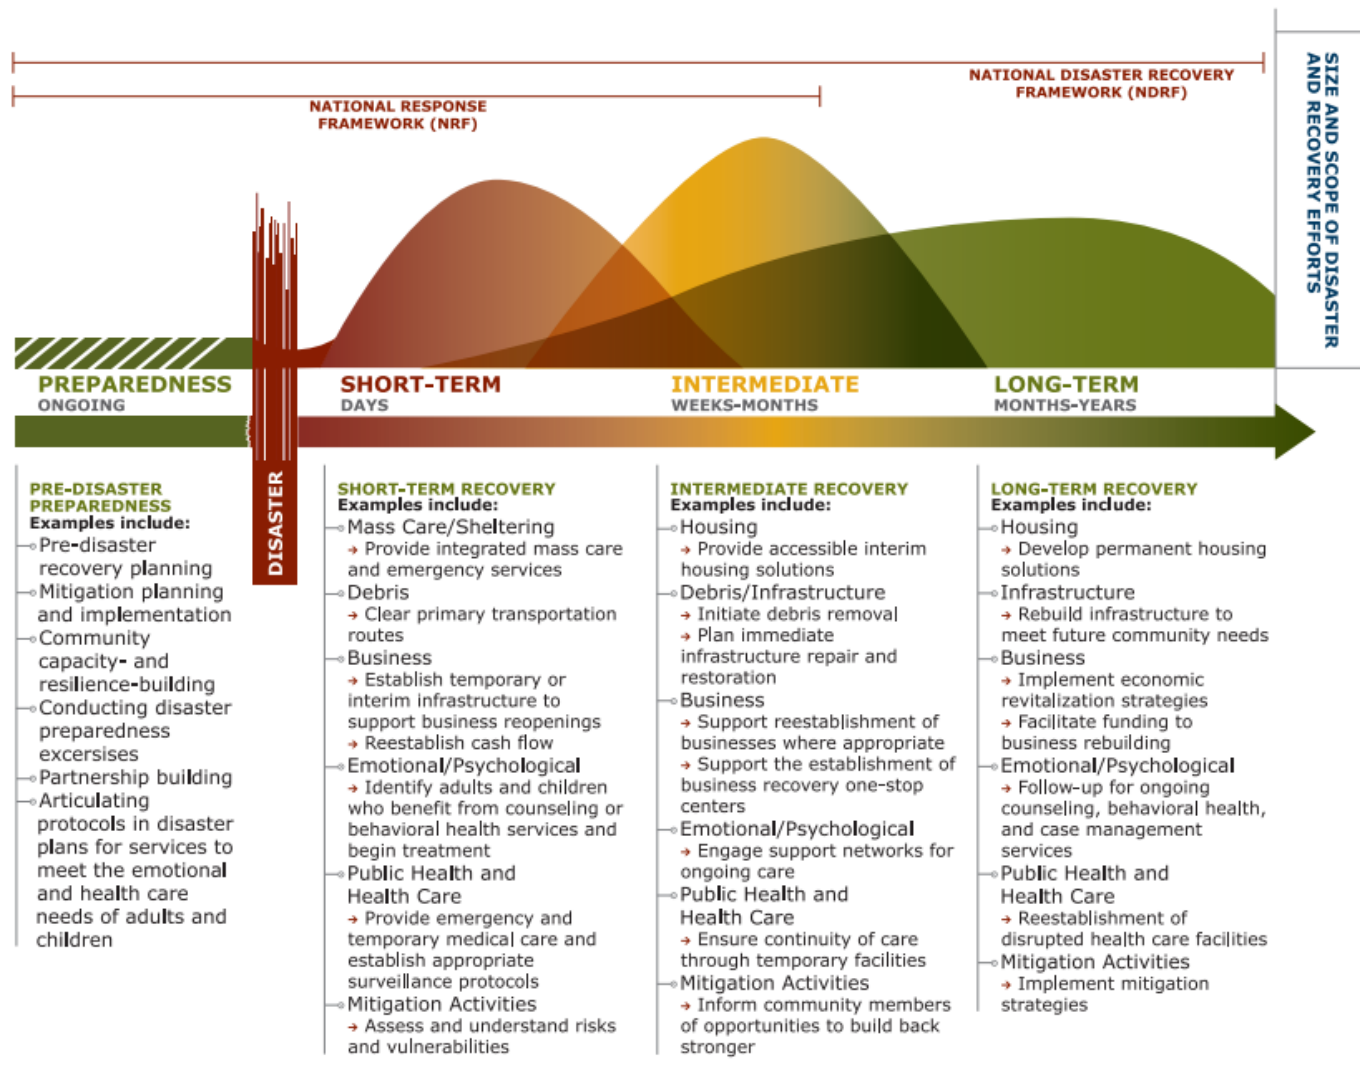 NATIONAL DISASTER RECOVERY
FRAMEWORK (NDRF)
NATIONAL RESPONSE
FRAMEWORK (NRF)
SIZE AND SCOPE OF DISASTER
AND RECOVERY EFFORTS
PREPAREDNESS
ONGOING
SHORT-TERM
DAYS
INTERMEDIATE
WEEKS-MONTHS
LONG-TERM
MONTHS-YEARS
DISASTER
PRE-DISASTER
PREPAREDNESS
Examples include:
Pre-disaster
recovery planning
Mitigation planning
and implementation
Community
capacity- and
resilience-building
Conducting disaster
preparedness
excersises
Partnership building
Articulating
protocols in disaster
plans for services to
meet the emotional
and health care
needs of adults and
children
SHORT-TERM RECOVERY
Examples include:
Mass Care/Sheltering
→ Provide integrated mass care
and emergency services
Debris
→ Clear primary transportation
routes
Business
→ Establish temporary or
interim infrastructure to
support business reopenings
→ Reestablish cash flow
Emotional/Psychological
→ Identify adults and children
who benefit from counseling or
behavioral health services and
begin treatment
Public Health and
Health Care
→ Provide emergency and
temporary medical care and
establish appropriate
surveillance protocols
Mitigation Activities
→ Assess and understand risks
and vulnerabilities
INTERMEDIATE RECOVERY
Examples include:
Housing
→ Provide accessible interim
housing solutions
Debris/Infrastructure
→ Initiate debris removal
→ Plan immediate
infrastructure repair and
restoration
Business
→ Support reestablishment of
businesses where appropriate
→ Support the establishment of
business recovery one-stop
centers
Emotional/Psychological
→ Engage support networks for
ongoing care
Public Health and
Health Care
→ Ensure continuity of care
through temporary facilities
Mitigation Activities
→ Inform community members
of opportunities to build back
stronger
LONG-TERM RECOVERY
Examples include:
Housing
→ Develop permanent housing
solutions
Infrastructure
→ Rebuild infrastructure to
meet future community needs
Business
→ Implement economic
revitalization strategies
→ Facilitate funding to
business rebuilding
Emotional/Psychological
→ Follow-up for ongoing
counseling, behavioral health,
and case management
services
Public Health and
Health Care
→ Reestablishment of
disrupted health care facilities
Mitigation Activities
→ Implement mitigation
strategies